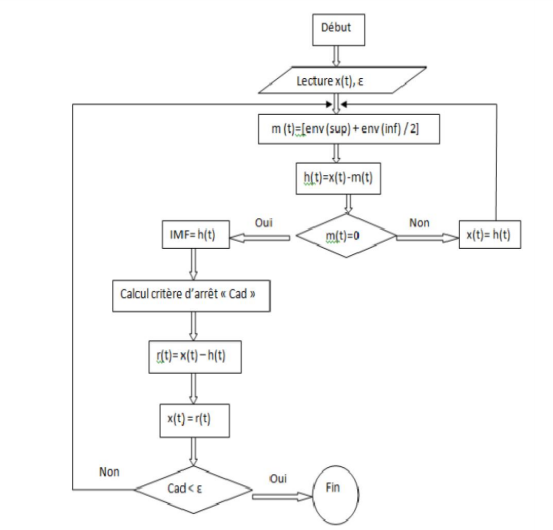 Début
Lecture x(t), ε
m (t)=[env (sup) + env (inf) / 2]
h(t)=x(t)-m(t)
Oui
Non
IMF= h(t)
m(t)=0
x(t)= h(t)
Calcul critère d'arrêt « Cad »
r(t)= x(t) – h(t)
x(t) = r(t)
Non
Cad < ε
Oui
Fin